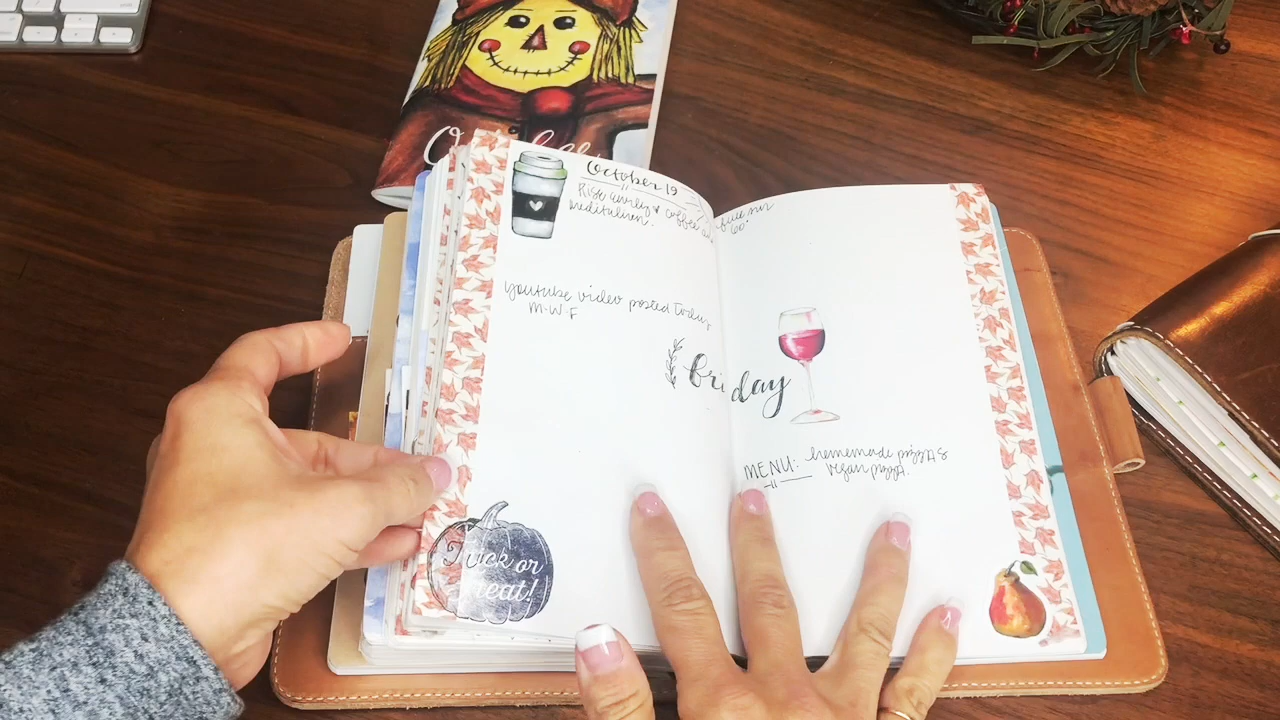 October 19
Rise early & coffee
meditation.
youtube video posted today
M-W-F
friday
MENU: homemade pizza &
vegan pizza.
Trick or
Treat!